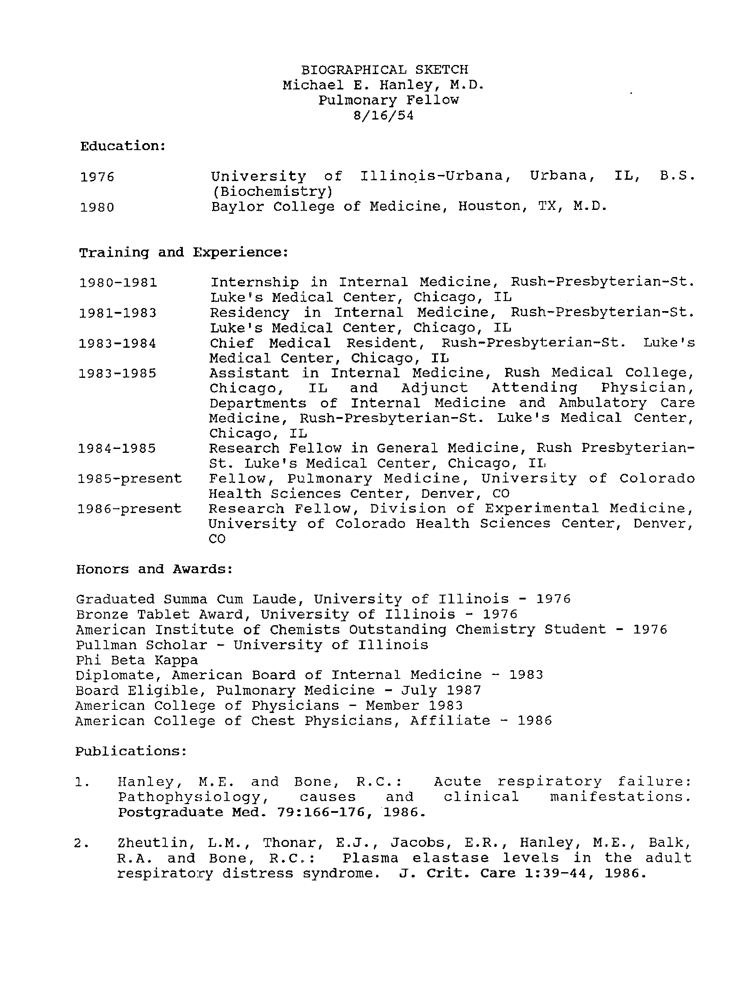 BIOGRAPHICAL SKETCH
Michael E. Hanley, M.D.
Pulmonary Fellow
8/16/54
Education:
1976 University of Illinois-Urbana, Urbana, IL, B.S.
(Biochemistry)
1980 Baylor College of Medicine, Houston, TX, M.D.
Training and Experience:
1980-1981 Internship in Internal Medicine, Rush-Presbyterian-St.
Luke's Medical Center, Chicago, IL
1981-1983 Residency in Internal Medicine, Rush-Presbyterian-St.
Luke's Medical Center, Chicago, IL
1983-1984 Chief Medical Resident, Rush-Presbyterian-St. Luke's
Medical Center, Chicago, IL
1983-1985 Assistant in Internal Medicine, Rush Medical College,
Chicago, IL and Adjunct Attending Physician,
Departments of Internal Medicine and Ambulatory Care
Medicine, Rush-Presbyterian-St. Luke's Medical Center,
Chicago, IL
1984-1985 Research Fellow in General Medicine, Rush Presbyterian-
St. Luke's Medical Center, Chicago, IL
1985-present Fellow, Pulmonary Medicine, University of Colorado
Health Sciences Center, Denver, CO
1986-present Research Fellow, Division of Experimental Medicine,
University of Colorado Health Sciences Center, Denver,
CO
Honors and Awards:
Graduated Summa Cum Laude, University of Illinois - 1976
Bronze Tablet Award, University of Illinois - 1976
American Institute of Chemists Outstanding Chemistry Student - 1976
Pullman Scholar - University of Illinois
Phi Beta Kappa
Diplomate, American Board of Internal Medicine - 1983
Board Eligible, Pulmonary Medicine - July 1987
American College of Physicians - Member 1983
American College of Chest Physicians, Affiliate - 1986
Publications:
1. Hanley, M.E. and Bone, R.C.: Acute respiratory failure:
Pathophysiology, causes and clinical manifestations.
Postgraduate Med. 79:166-176, 1986.
2. Zheutlin, L.M., Thonar, E.J., Jacobs, E.R., Hanley, M.E., Balk,
R.A. and Bone, R.C.: Plasma elastase levels in the adult
respiratory distress syndrome. J. Crit. Care 1:39-44, 1986.